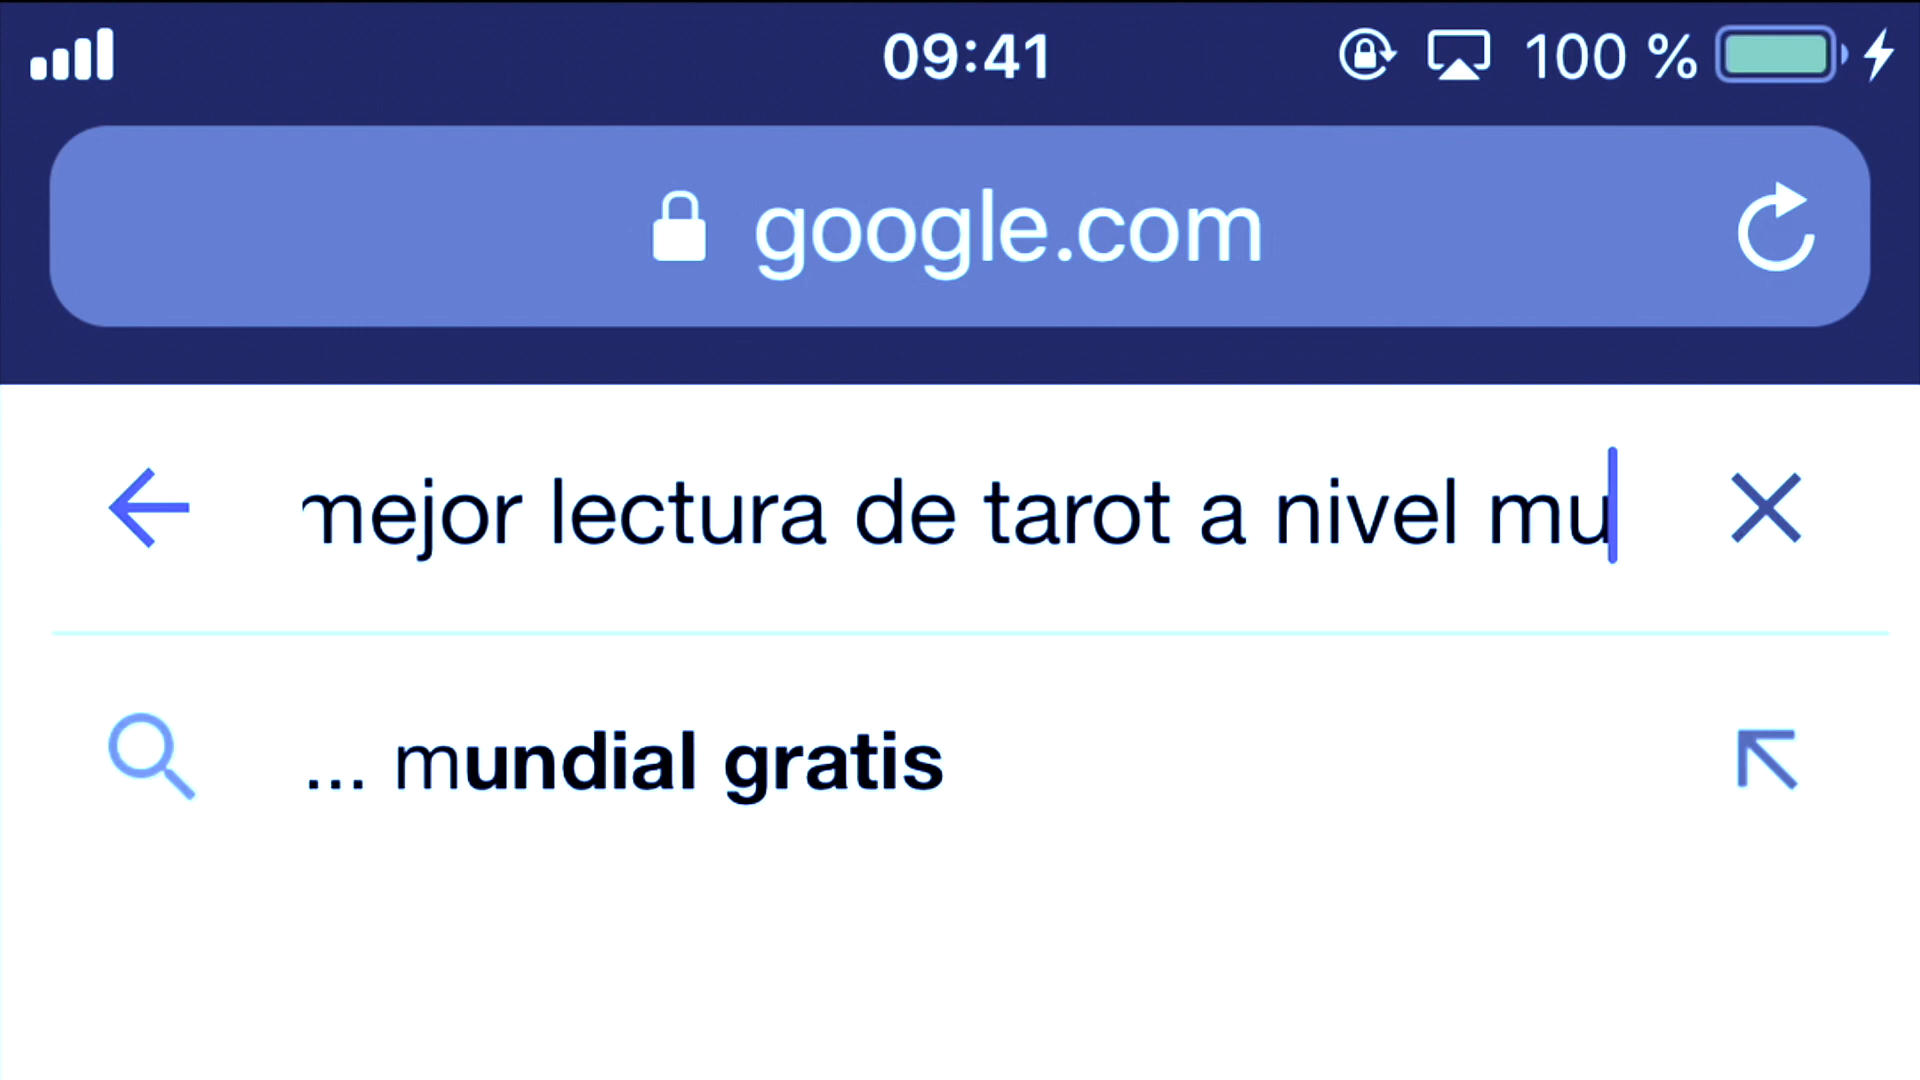 09:41
100 %
google.com
mejor lectura de tarot a nivel mu
... mundial gratis